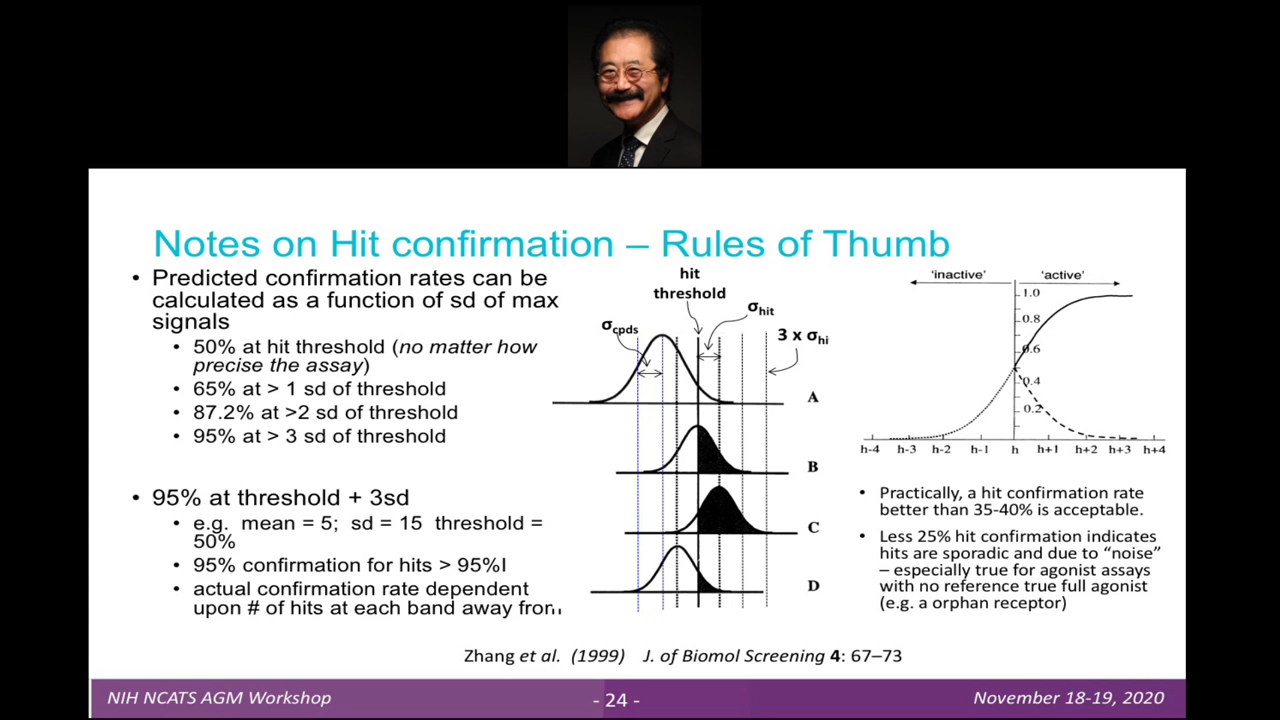 Notes on Hit confirmation – Rules of Thumb
• Predicted confirmation rates can be
calculated as a function of sd of max
signals
• 50% at hit threshold (no matter how
precise the assay)
• 65% at > 1 sd of threshold
• 87.2% at >2 sd of threshold
• 95% at > 3 sd of threshold
• 95% at threshold + 3sd
• e.g. mean = 5; sd = 15 threshold =
50%
• 95% confirmation for hits > 95%I
• actual confirmation rate dependent
upon # of hits at each band away from
hit
threshold
σcpds
σhit
3 x σhi
A
B
C
D
'inactive'
'active'
1.0
0.8
0.6
0.4
0.2
h-4 h-3 h-2 h-1 h h+1 h+2 h+3 h+4
• Practically, a hit confirmation rate
better than 35-40% is acceptable.
• Less 25% hit confirmation indicates
hits are sporadic and due to “noise”
– especially true for agonist assays
with no reference true full agonist
(e.g. a orphan receptor)
Zhang et al. (1999) J. of Biomol Screening 4: 67–73
NIH NCATS AGM Workshop
- 24 -
November 18-19, 2020